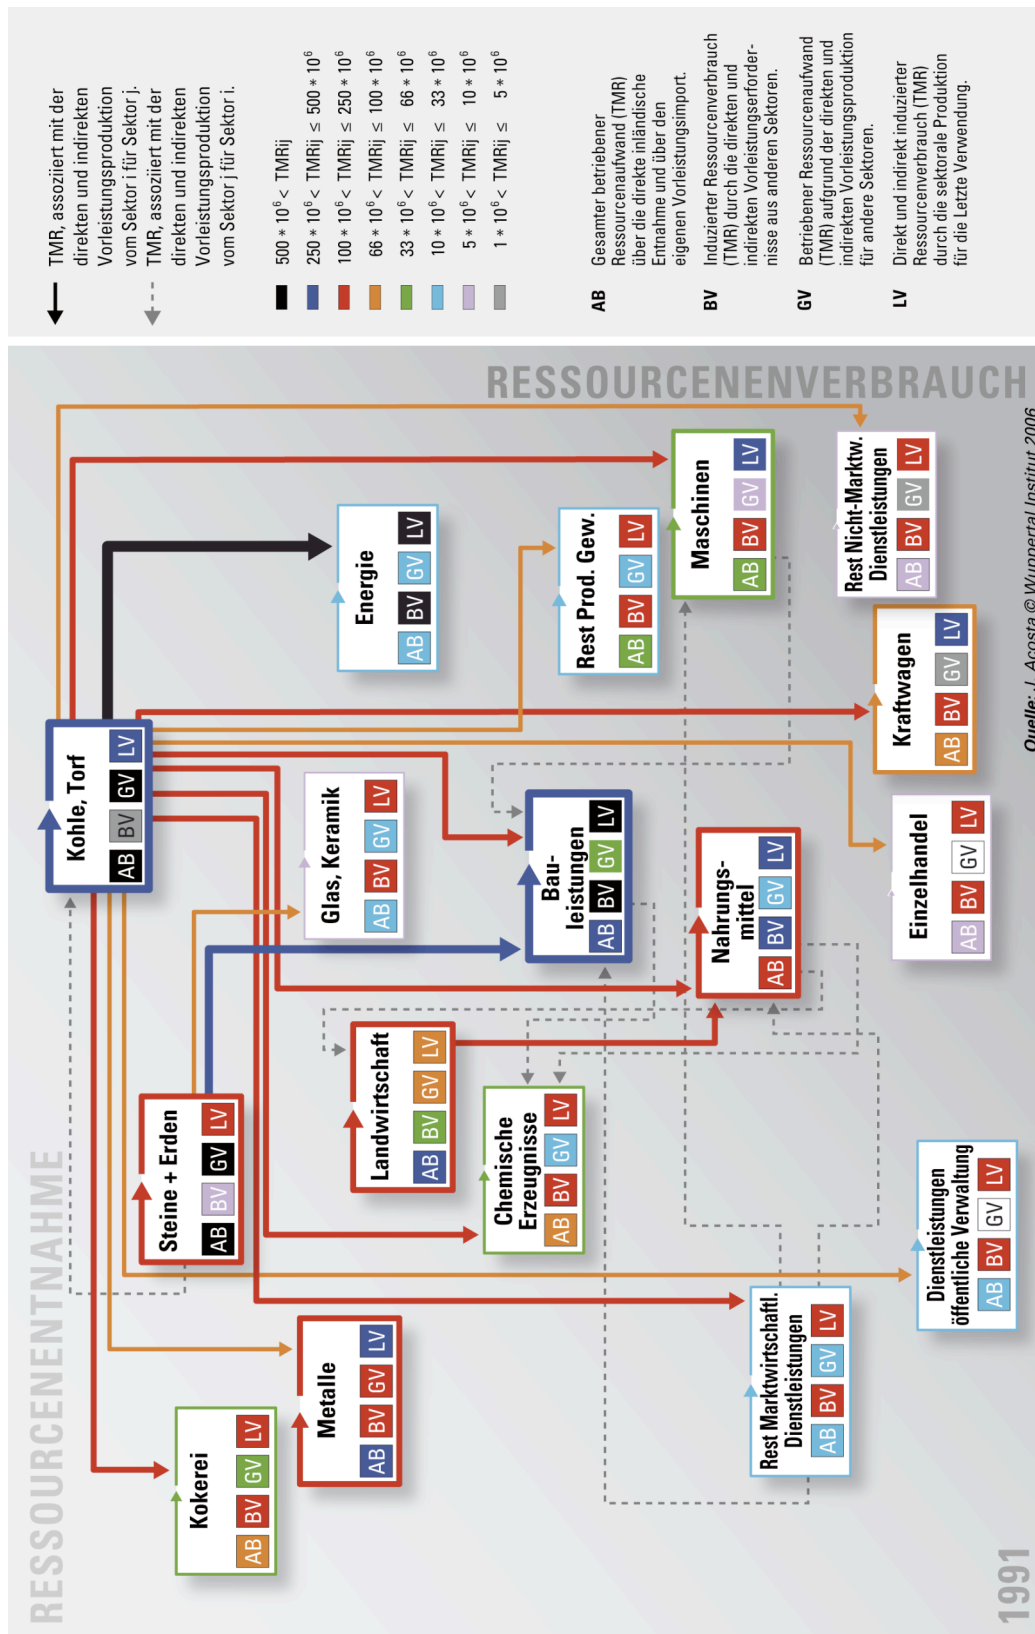 RESSOURCENENTNAHME
RESSOURCENENVERBRAUCH
1991
Kokerei
AB BV GV LV
Metalle
AB BV GV LV
Steine + Erden
AB BV GV LV
Kohle, Torf
AB BV GV LV
Glas, Keramik
AB BV GV LV
Energie
AB BV GV LV
Landwirtschaft
AB BV GV LV
Chemische
Erzeugnisse
AB BV GV LV
Bau-
leistungen
AB BV GV LV
Rest Prod. Gew.
AB BV GV LV
Nahrungs-
mittel
AB BV GV LV
Maschinen
AB BV GV LV
Rest Marktwirtschaftl.
Dienstleistungen
AB BV GV LV
Dienstleistungen
öffentliche Verwaltung
AB BV GV LV
Einzelhandel
AB BV GV LV
Kraftwagen
AB BV GV LV
Rest Nicht-Marktw.
Dienstleistungen
AB BV GV LV
Quelle: J. Acosta © Wuppertal Institut 2006
TMR, assoziiert mit der
direkten und indirekten
Vorleistungsproduktion
vom Sektor i für Sektor j.
TMR, assoziiert mit der
direkten und indirekten
Vorleistungsproduktion
vom Sektor j für Sektor i.
500 * 10⁶ < TMRij
250 * 10⁶ < TMRij ≤ 500 * 10⁶
100 * 10⁶ < TMRij ≤ 250 * 10⁶
66 * 10⁶ < TMRij ≤ 100 * 10⁶
33 * 10⁶ < TMRij ≤ 66 * 10⁶
10 * 10⁶ < TMRij ≤ 33 * 10⁶
5 * 10⁶ < TMRij ≤ 10 * 10⁶
1 * 10⁶ < TMRij ≤ 5 * 10⁶
AB Gesamter betriebener
Ressourcenaufwand (TMR)
über die direkte inländische
Entnahme und über den
eigenen Vorleistungsimport.
BV Induzierter Ressourcenverbrauch
(TMR) durch die direkten und
indirekten Vorleistungserforder-
nisse aus anderen Sektoren.
GV Betriebener Ressourcenaufwand
(TMR) aufgrund der direkten und
indirekten Vorleistungsproduktion
für andere Sektoren.
LV Direkt und indirekt induzierter
Ressourcenverbrauch (TMR)
durch die sektorale Produktion
für die Letzte Verwendung.